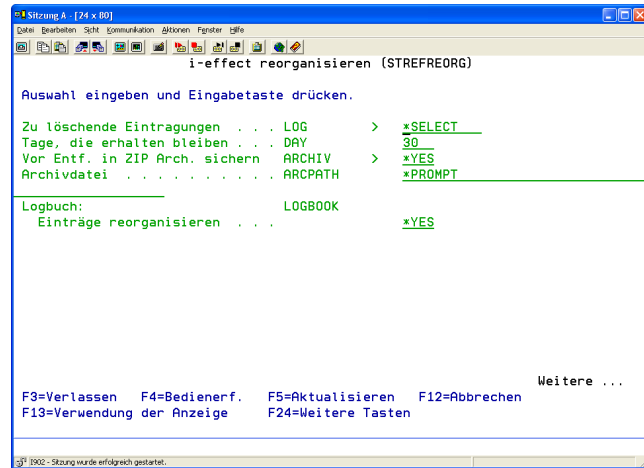 Sitzung A - [24 x 80]
Datei Bearbeiten Sicht Kommunikation Aktionen Fenster Hilfe
i-effect reorganisieren (STREFREORG)
Auswahl eingeben und Eingabetaste drücken.
Zu löschende Eintragungen . . . LOG > *SELECT
Tage, die erhalten bleiben . . . DAY 30
Vor Entf. in ZIP Arch. sichern ARCHIV > *YES
Archivdatei . . . . . . . . . . ARCPATH *PROMPT
Logbuch: LOGBOOK
Einträge reorganisieren . . . *YES
Weitere ...
F3=Verlassen F4=Bedienerf. F5=Aktualisieren F12=Abbrechen
F13=Verwendung der Anzeige F24=Weitere Tasten
I902 - Sitzung wurde erfolgreich gestartet.